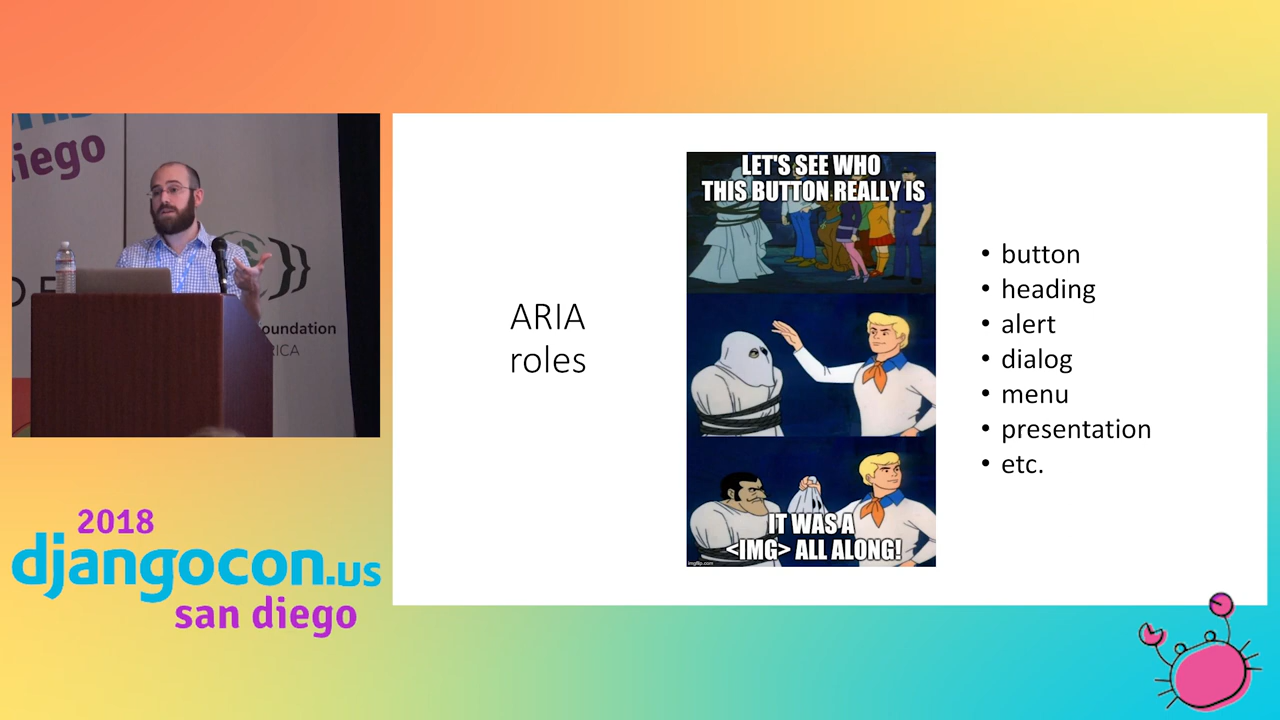 iego
oundation
RICA
2018
djangocon.us
san diego
ARIA
roles
LET'S SEE WHO
THIS BUTTON REALLY IS
IT WAS A
<IMG> ALL ALONG!
imgflip.com
• button
• heading
• alert
• dialog
• menu
• presentation
• etc.